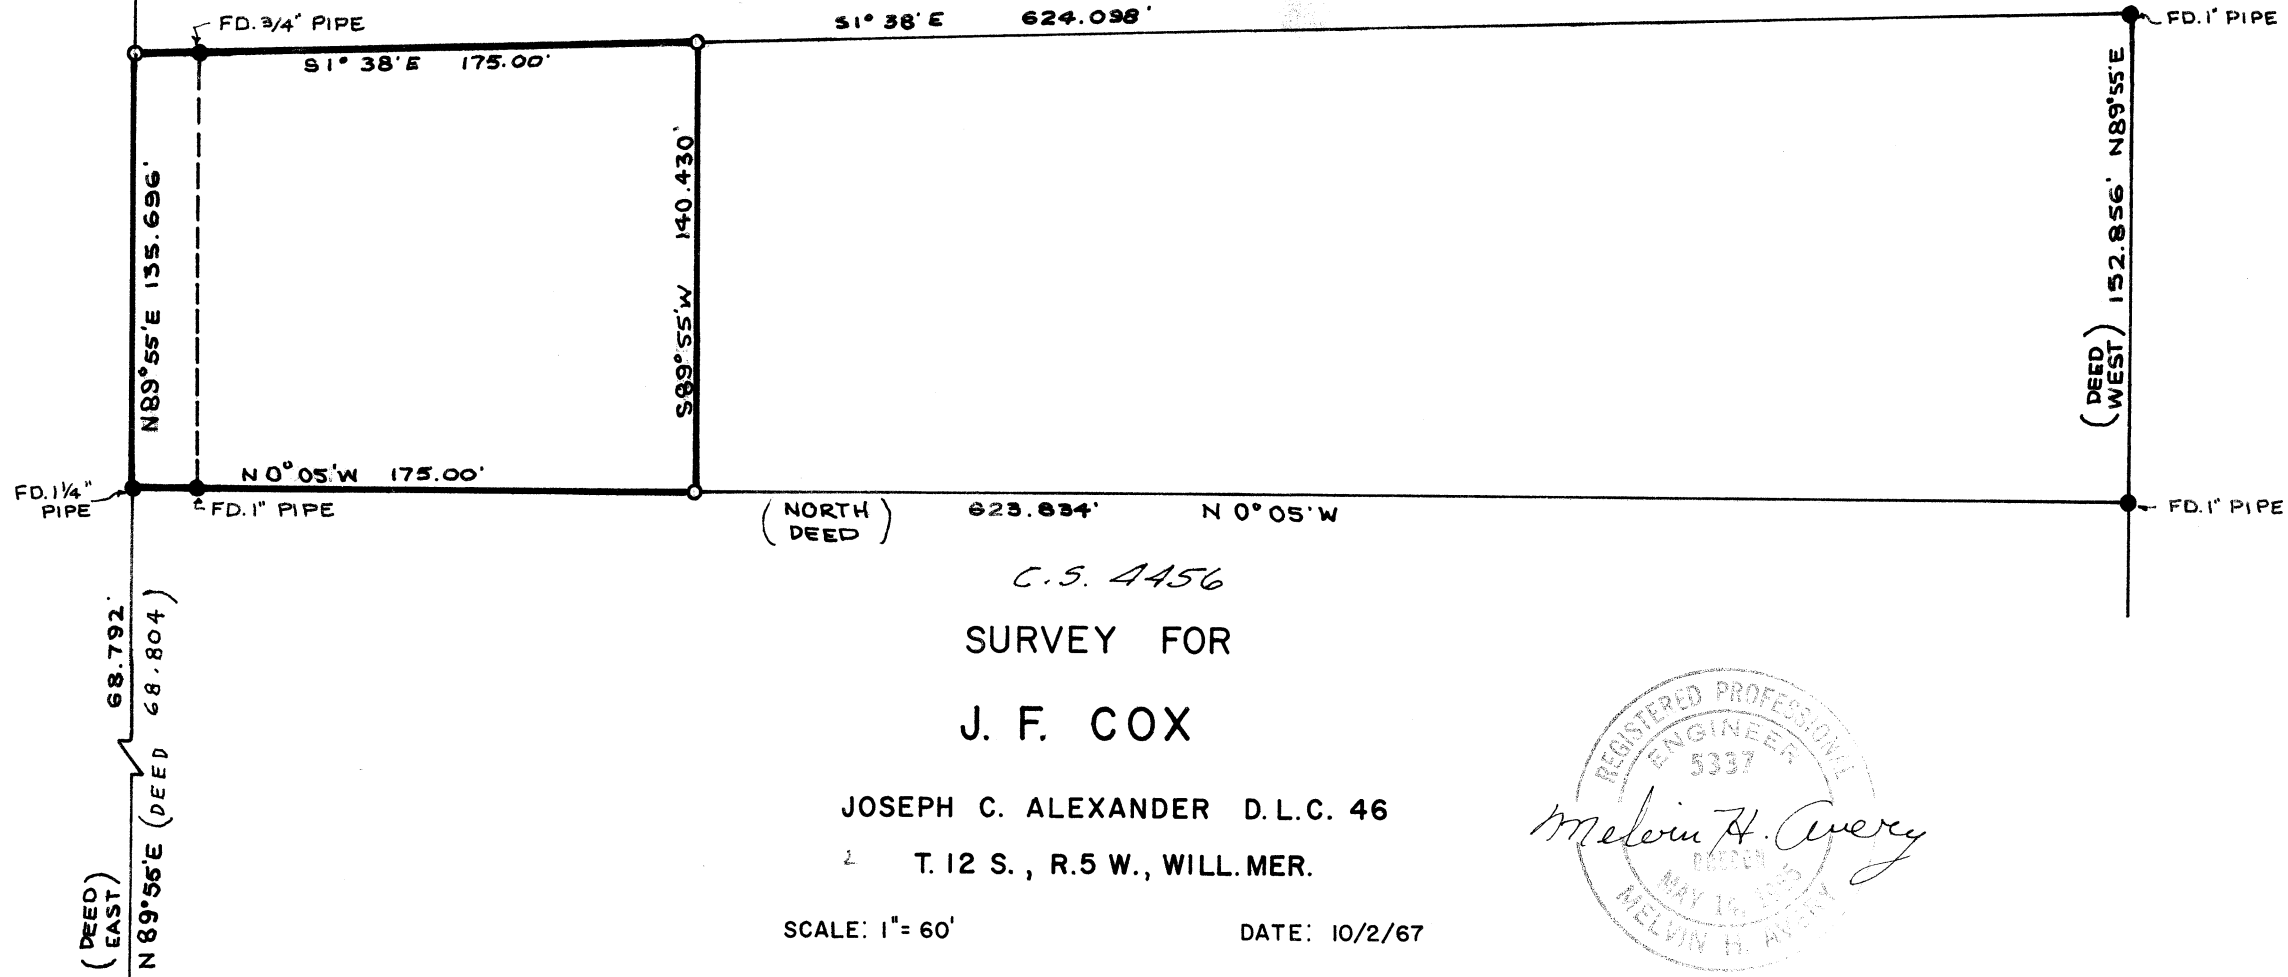 FD. 3/4" PIPE
S1° 38' E 624.098'
FD. 1" PIPE
S1° 38' E 175.00'
N89°55'E 135.696'
S89°55'W 140.430'
(DEED WEST) 152.856' N89°55'E
N 0° 05' W 175.00'
FD. 1 1/4"
PIPE
FD. 1" PIPE
(NORTH
DEED)
623.834' N 0° 05' W
FD. 1" PIPE
C.S. 4456
SURVEY FOR
J. F. COX
JOSEPH C. ALEXANDER D.L.C. 46
T. 12 S., R. 5 W., WILL. MER.
SCALE: 1" = 60' DATE: 10/2/67
68.792'
(DEED
EAST)
N 89°55'E (DEED 68.804)
REGISTERED PROFESSIONAL
ENGINEER
5337
Melvin H. Avery
OREGON
MELVIN H. AVERY